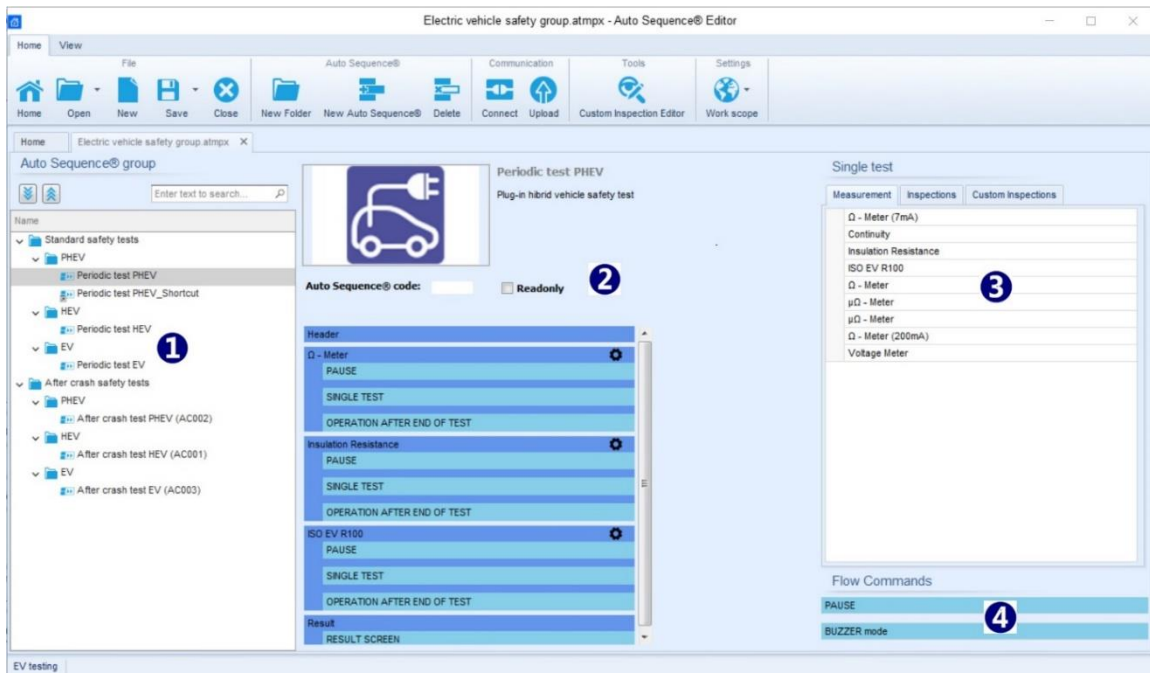 Electric vehicle safety group.atmpx - Auto Sequence® Editor
Home View
File Auto Sequence® Communication Tools Settings
Home Open New Save Close New Folder New Auto Sequence® Delete Connect Upload Custom Inspection Editor Work scope
Home Electric vehicle safety group.atmpx X
Auto Sequence® group
Enter text to search...
Name
Standard safety tests
PHEV
Periodic test PHEV
Periodic test PHEV_Shortcut
HEV
Periodic test HEV
1
EV
Periodic test EV
After crash safety tests
PHEV
After crash test PHEV (AC002)
HEV
After crash test HEV (AC001)
EV
After crash test EV (AC003)
Periodic test PHEV
Plug-in hibrid vehicle safety test
Auto Sequence® code: Readonly
2
Header
Ω - Meter
PAUSE
SINGLE TEST
OPERATION AFTER END OF TEST
Insulation Resistance
PAUSE
SINGLE TEST
OPERATION AFTER END OF TEST
ISO EV R100
PAUSE
SINGLE TEST
OPERATION AFTER END OF TEST
Result
RESULT SCREEN
Single test
Measurement Inspections Custom Inspections
Ω - Meter (7mA)
Continuity
Insulation Resistance
ISO EV R100
Ω - Meter
3
μΩ - Meter
μΩ - Meter
Ω - Meter (200mA)
Voltage Meter
Flow Commands
PAUSE
4
BUZZER mode
EV testing